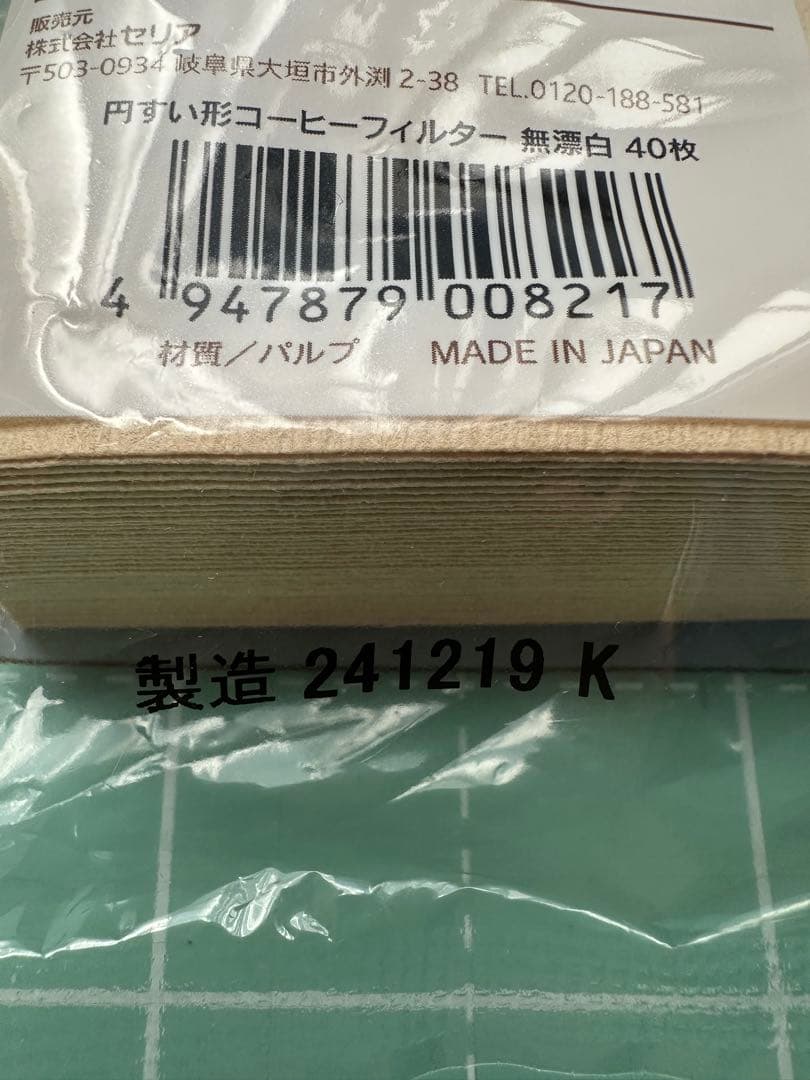 販売元
株式会社セリア
〒503-0934 岐阜県大垣市外渕 2-38 TEL.0120-188-581
円すい形コーヒーフィルター 無漂白 40枚
4 947879 008217
材質／パルプ MADE IN JAPAN
製造 241219 K